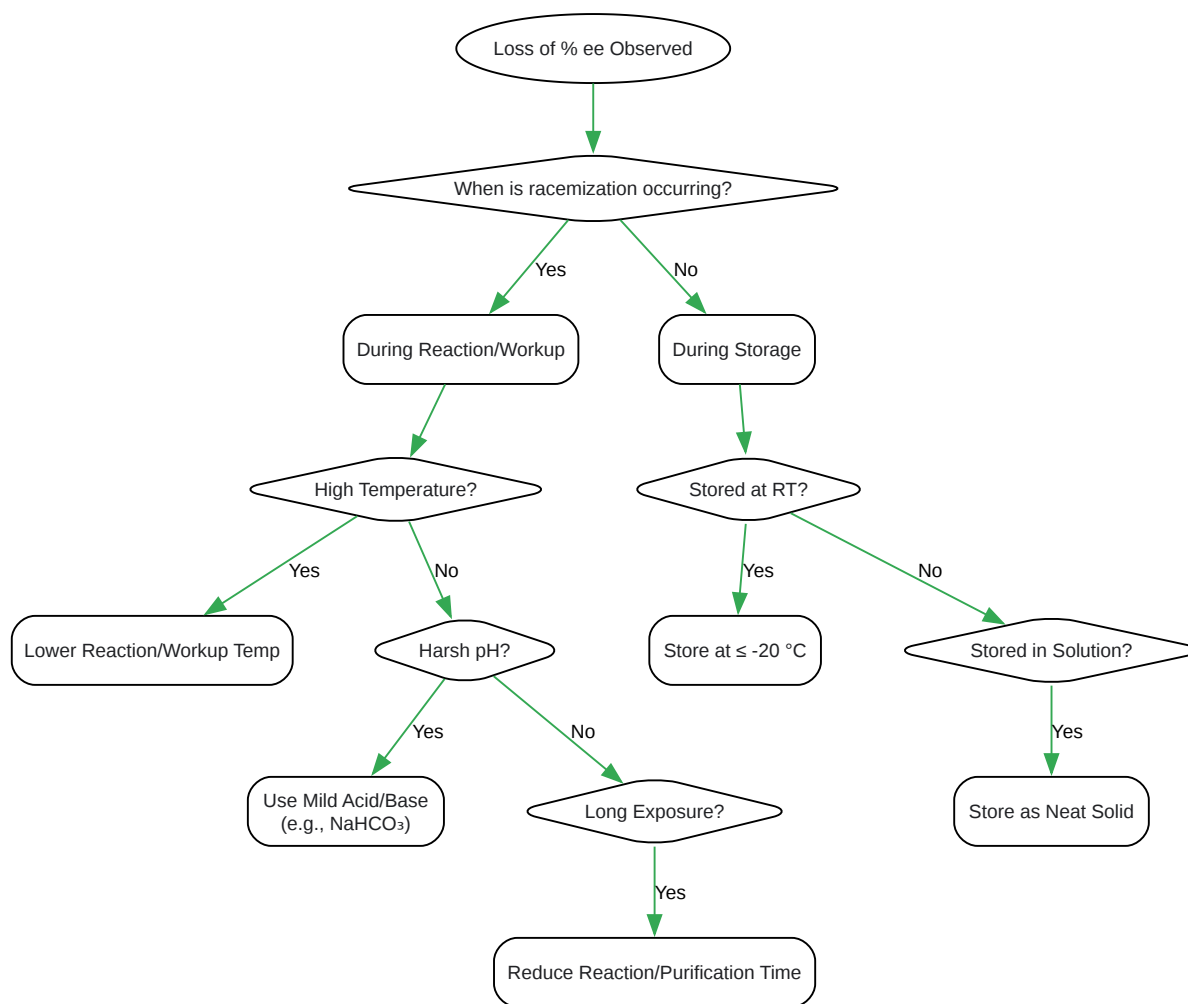 Loss of % ee Observed
When is racemization occurring?
Yes
No
During Reaction/Workup
During Storage
High Temperature?
Stored at RT?
Yes
No
Yes
No
Lower Reaction/Workup Temp
Harsh pH?
Store at ≤ -20 °C
Stored in Solution?
Yes
No
Yes
Use Mild Acid/Base
(e.g., NaHCO₃)
Long Exposure?
Store as Neat Solid
Yes
Reduce Reaction/Purification Time